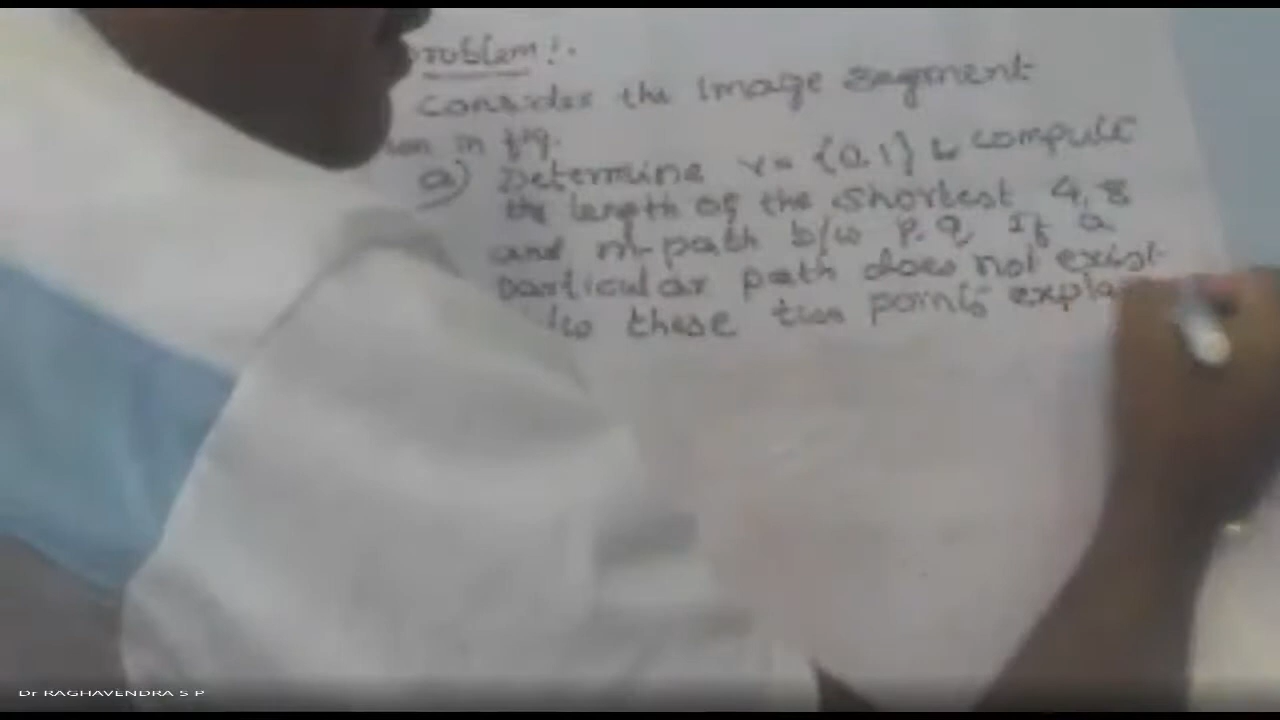 roblem:.
Consider the image segment
in fig.
a) Determine v = {0,1} & compute
the length of the shortest 4, 8
and m-path b/w p, q If a
particular path does not exist
these two points expla
Dr RAGHAVENDRA S P